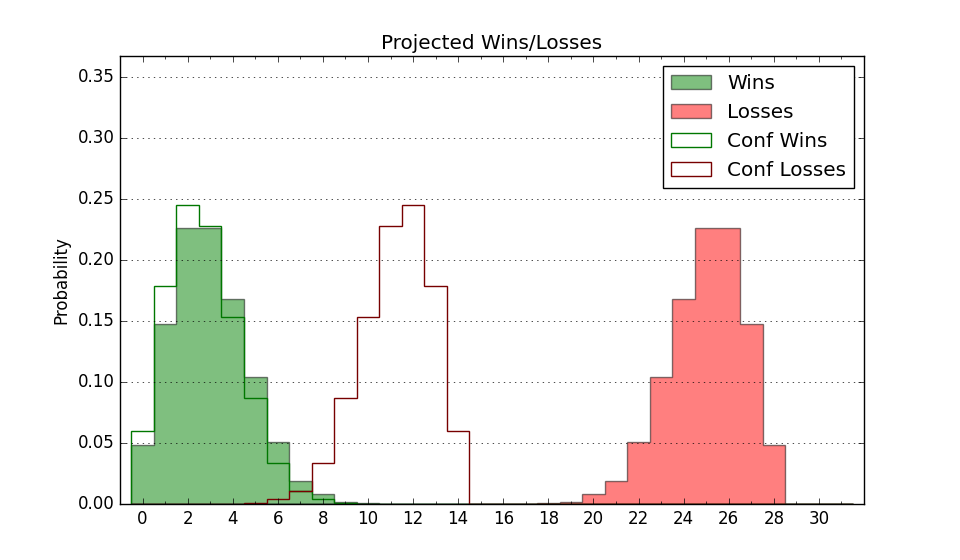 Projected Wins/Losses
Wins
Losses
Conf Wins
Conf Losses
Probability
0.35
0.30
0.25
0.20
0.15
0.10
0.05
0.00
0 2 4 6 8 10 12 14 16 18 20 22 24 26 28 30